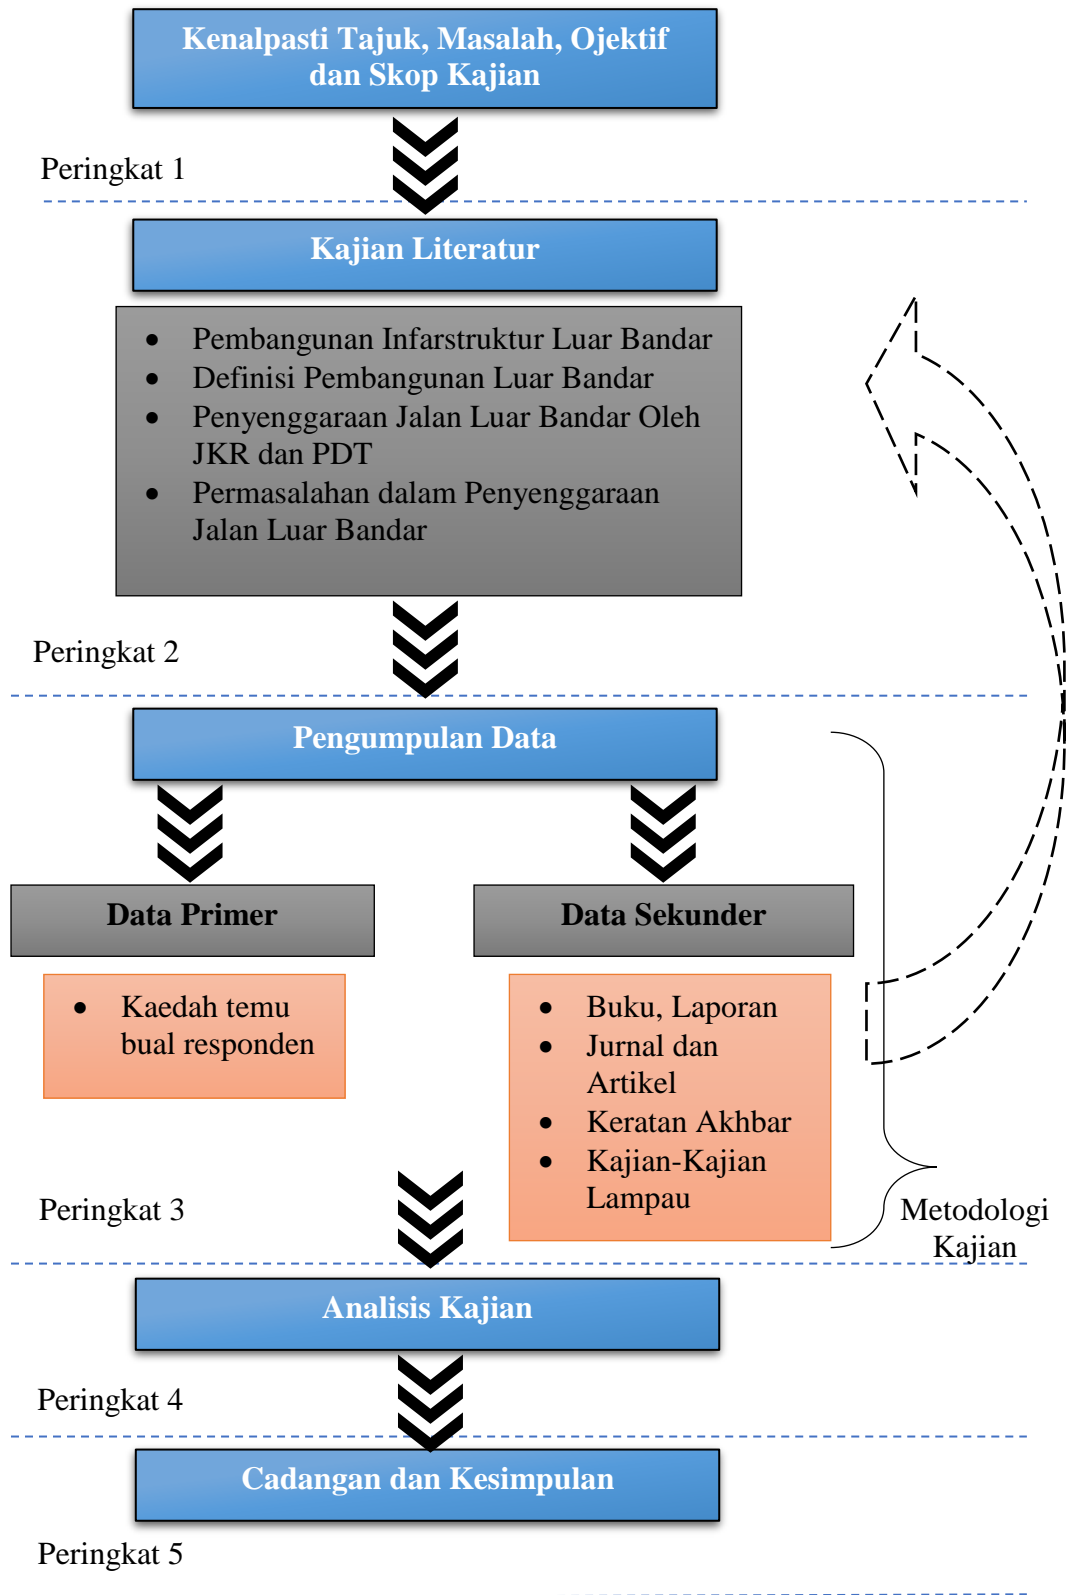 Kenalpasti Tajuk, Masalah, Ojektif
dan Skop Kajian
Peringkat 1
Kajian Literatur
• Pembangunan Infarstruktur Luar Bandar
• Definisi Pembangunan Luar Bandar
• Penyenggaraan Jalan Luar Bandar Oleh
JKR dan PDT
• Permasalahan dalam Penyenggaraan
Jalan Luar Bandar
Peringkat 2
Pengumpulan Data
Data Primer
• Kaedah temu
bual responden
Data Sekunder
• Buku, Laporan
• Jurnal dan
Artikel
• Keratan Akhbar
• Kajian-Kajian
Lampau
Peringkat 3
Metodologi
Kajian
Analisis Kajian
Peringkat 4
Cadangan dan Kesimpulan
Peringkat 5